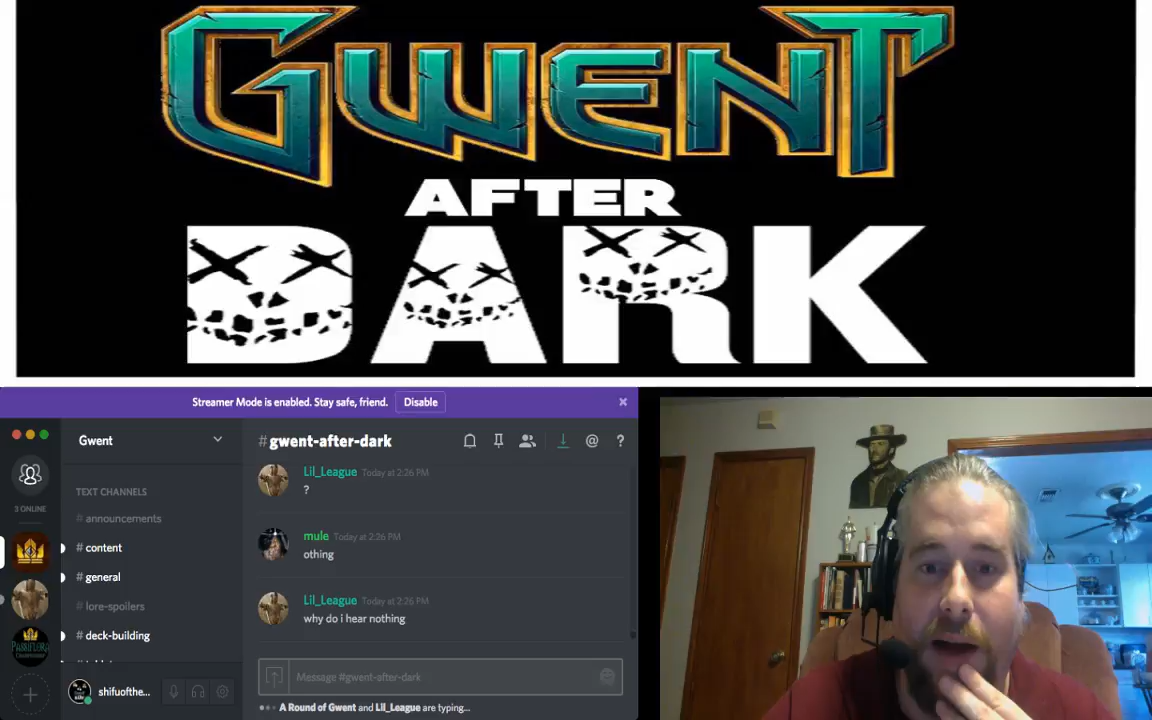 GWENT
AFTER
DARK
Streamer Mode is enabled. Stay safe, friend. Disable
Gwent
#gwent-after-dark
3 ONLINE
TEXT CHANNELS
# announcements
# content
# general
# lore-spoilers
# deck-building
shifuofthe...
Lil_League Today at 2:26 PM
?
mule Today at 2:26 PM
othing
Lil_League Today at 2:26 PM
why do i hear nothing
Message #gwent-after-dark
A Round of Gwent and Lil_League are typing...